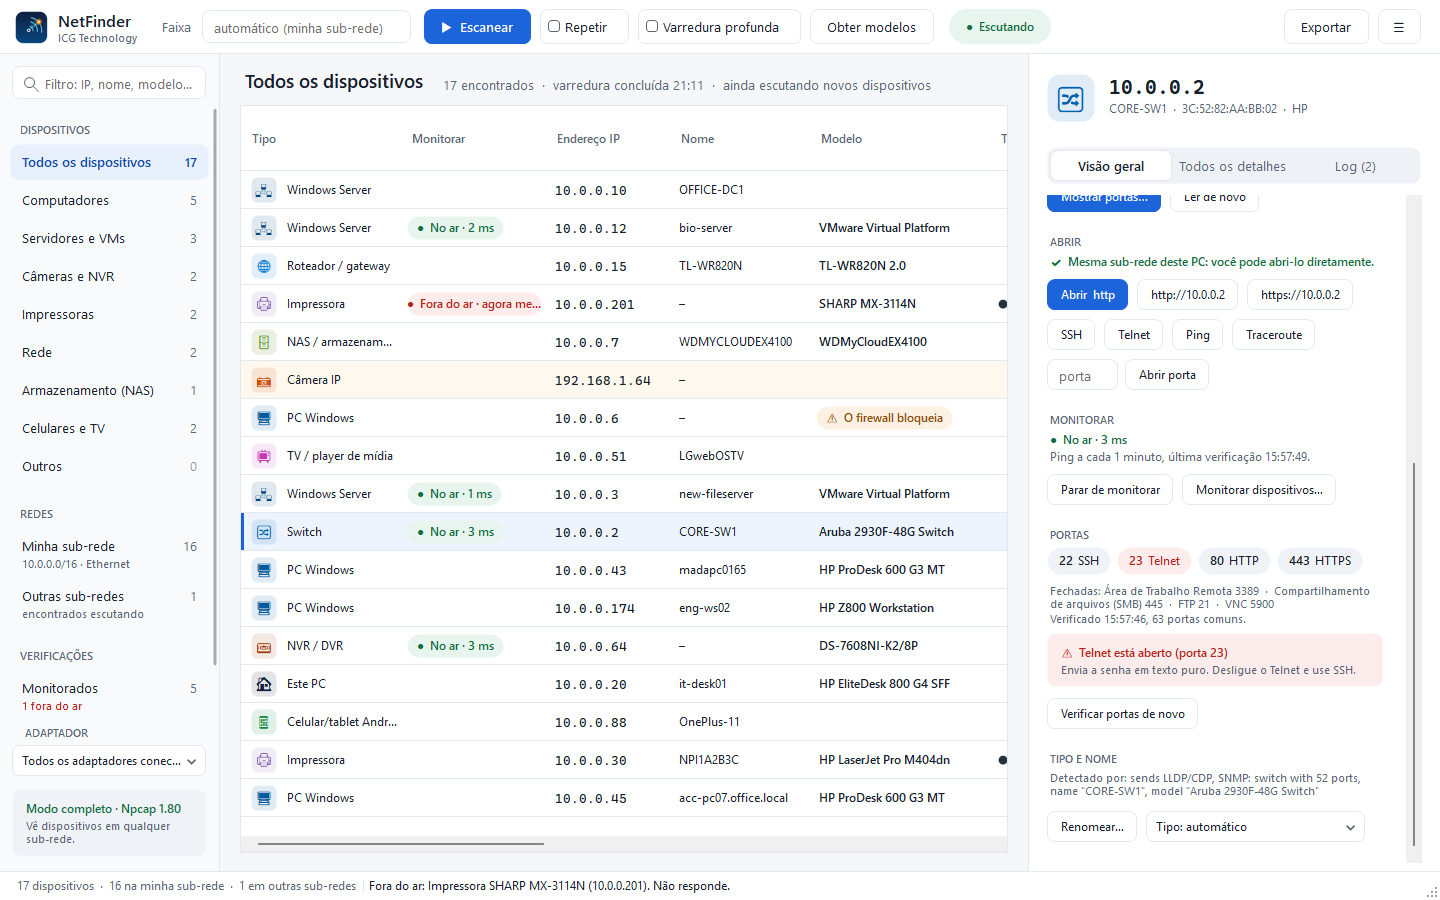 NetFinder
ICG Technology
Faixa
automático (minha sub-rede)
Escanear
Repetir
Varredura profunda
Obter modelos
• Escutando
Exportar
Filtro: IP, nome, modelo...
DISPOSITIVOS
Todos os dispositivos 17
Computadores 5
Servidores e VMs 3
Câmeras e NVR 2
Impressoras 2
Rede 2
Armazenamento (NAS) 1
Celulares e TV 2
Outros 0
REDES
Minha sub-rede 16
10.0.0.0/16 · Ethernet
Outras sub-redes 1
encontrados escutando
VERIFICAÇÕES
Monitorados 5
1 fora do ar
ADAPTADOR
Todos os adaptadores conec...
Modo completo · Npcap 1.80
Vê dispositivos em qualquer
sub-rede.
Todos os dispositivos 17 encontrados · varredura concluída 21:11 · ainda escutando novos dispositivos
Tipo Monitorar Endereço IP Nome Modelo T
Windows Server 10.0.0.10 OFFICE-DC1
Windows Server • No ar · 2 ms 10.0.0.12 bio-server VMware Virtual Platform
Roteador / gateway 10.0.0.15 TL-WR820N TL-WR820N 2.0
Impressora • Fora do ar · agora me... 10.0.0.201 – SHARP MX-3114N
NAS / armazenam... 10.0.0.7 WDMYCLOUDEX4100 WDMyCloudEX4100
Câmera IP 192.168.1.64 –
PC Windows 10.0.0.6 – ⚠ O firewall bloqueia
TV / player de mídia 10.0.0.51 LGwebOSTV
Windows Server • No ar · 1 ms 10.0.0.3 new-fileserver VMware Virtual Platform
Switch • No ar · 3 ms 10.0.0.2 CORE-SW1 Aruba 2930F-48G Switch
PC Windows 10.0.0.43 madapc0165 HP ProDesk 600 G3 MT
PC Windows 10.0.0.174 eng-ws02 HP Z800 Workstation
NVR / DVR • No ar · 3 ms 10.0.0.64 – DS-7608NI-K2/8P
Este PC 10.0.0.20 it-desk01 HP EliteDesk 800 G4 SFF
Celular/tablet Andr... 10.0.0.88 OnePlus-11
Impressora 10.0.0.30 NPI1A2B3C HP LaserJet Pro M404dn
PC Windows 10.0.0.45 acc-pc07.office.local HP ProDesk 600 G3 MT
10.0.0.2
CORE-SW1 · 3C:52:82:AA:BB:02 · HP
Visão geral Todos os detalhes Log (2)
Mostrar portas... Ler de novo
ABRIR
✓ Mesma sub-rede deste PC: você pode abri-lo diretamente.
Abrir http http://10.0.0.2 https://10.0.0.2
SSH Telnet Ping Traceroute
porta Abrir porta
MONITORAR
• No ar · 3 ms
Ping a cada 1 minuto, última verificação 15:57:49.
Parar de monitorar Monitorar dispositivos...
PORTAS
22 SSH 23 Telnet 80 HTTP 443 HTTPS
Fechadas: Área de Trabalho Remota 3389 · Compartilhamento
de arquivos (SMB) 445 · FTP 21 · VNC 5900
Verificado 15:57:46, 63 portas comuns.
⚠ Telnet está aberto (porta 23)
Envia a senha em texto puro. Desligue o Telnet e use SSH.
Verificar portas de novo
TIPO E NOME
Detectado por: sends LLDP/CDP, SNMP: switch with 52 ports,
name "CORE-SW1", model "Aruba 2930F-48G Switch"
Renomear... Tipo: automático
17 dispositivos · 16 na minha sub-rede · 1 em outras sub-redes Fora do ar: Impressora SHARP MX-3114N (10.0.0.201). Não responde.